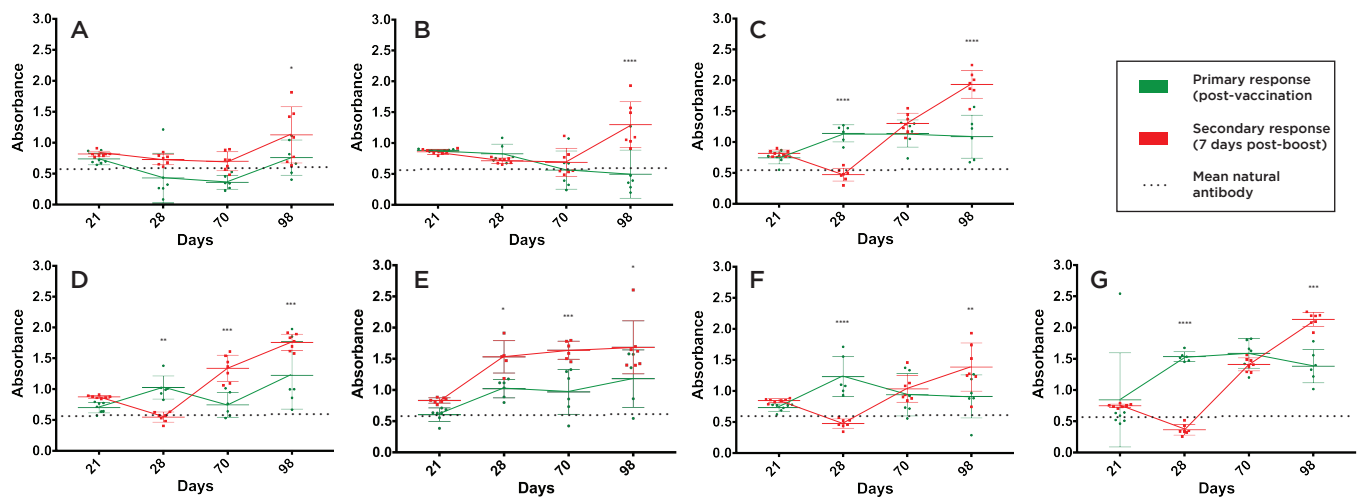 A
Absorbance
3.0
2.5
2.0
1.5
1.0
0.5
0.0
*
21 28 70 98
Days
B
Absorbance
3.0
2.5
2.0
1.5
1.0
0.5
0.0
****
21 28 70 98
Days
C
Absorbance
3.0
2.5
2.0
1.5
1.0
0.5
0.0
**** ****
21 28 70 98
Days
Primary response
(post-vaccination
Secondary response
(7 days post-boost)
Mean natural
antibody
D
Absorbance
3.0
2.5
2.0
1.5
1.0
0.5
0.0
** *** ***
21 28 70 98
Days
E
Absorbance
3.0
2.5
2.0
1.5
1.0
0.5
0.0
* *** *
21 28 70 98
Days
F
Absorbance
3.0
2.5
2.0
1.5
1.0
0.5
0.0
**** **
21 28 70 98
Days
G
Absorbance
3.0
2.5
2.0
1.5
1.0
0.5
0.0
**** ***
21 28 70 98
Days